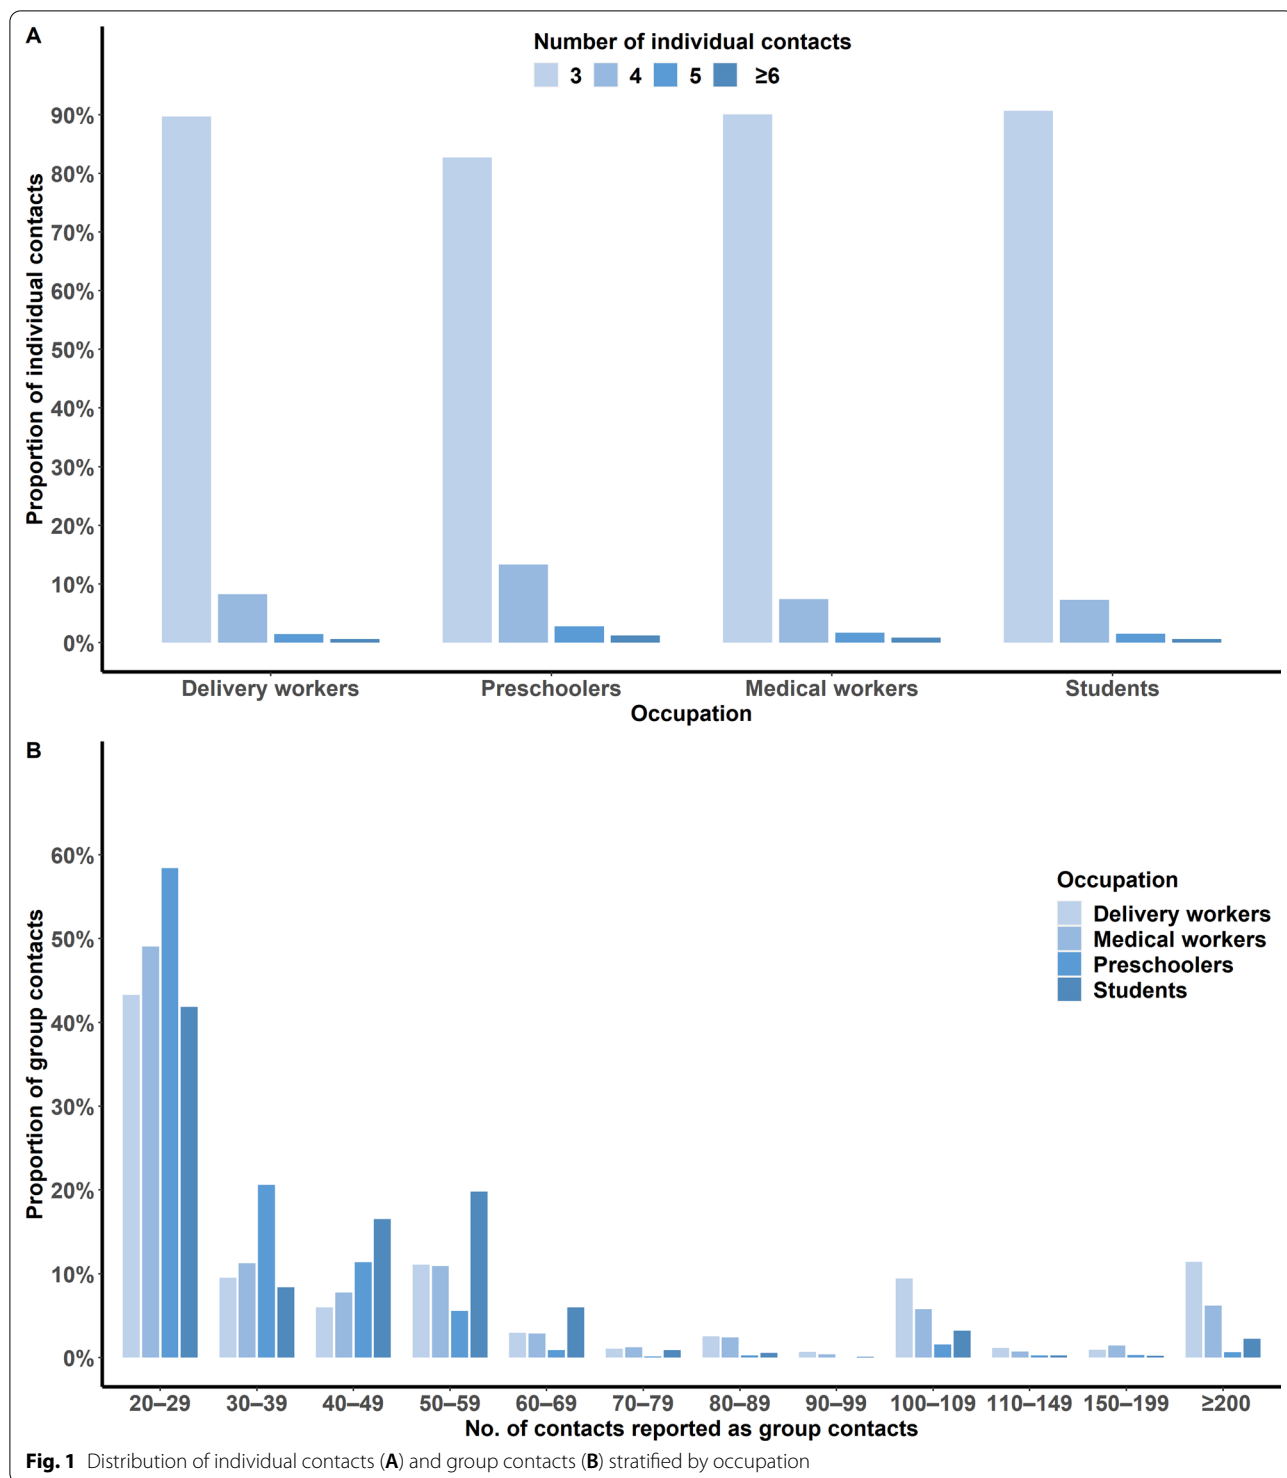 A
Number of individual contacts
3 4 5 ≥6
Proportion of individual contacts
90%
80%
70%
60%
50%
40%
30%
20%
10%
0%
Delivery workers Preschoolers Medical workers Students
Occupation
B
Proportion of group contacts
60%
50%
40%
30%
20%
10%
0%
Occupation
Delivery workers
Medical workers
Preschoolers
Students
20–29 30–39 40–49 50–59 60–69 70–79 80–89 90–99 100–109 110–149 150–199 ≥200
No. of contacts reported as group contacts
Fig. 1 Distribution of individual contacts (A) and group contacts (B) stratified by occupation